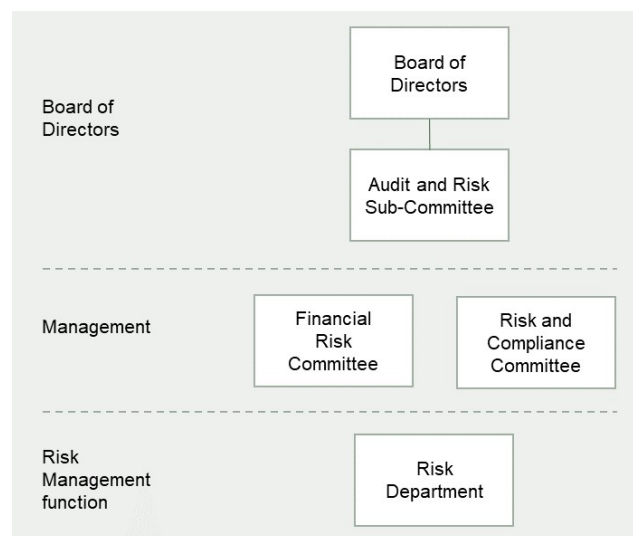 Board of
Directors
Board of
Directors
Audit and Risk
Sub-Committee
Management
Financial
Risk
Committee
Risk and
Compliance
Committee
Risk
Management
function
Risk
Department